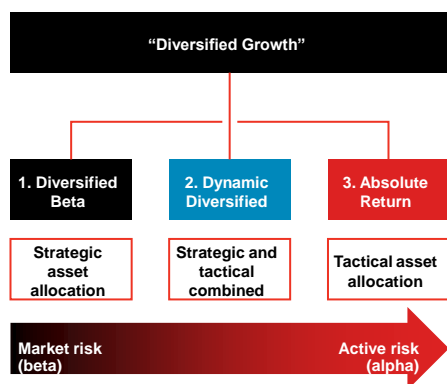 “Diversified Growth”
1. Diversified
Beta
2. Dynamic
Diversified
3. Absolute
Return
Strategic
asset
allocation
Strategic and
tactical
combined
Tactical asset
allocation
Market risk
(beta)
Active risk
(alpha)